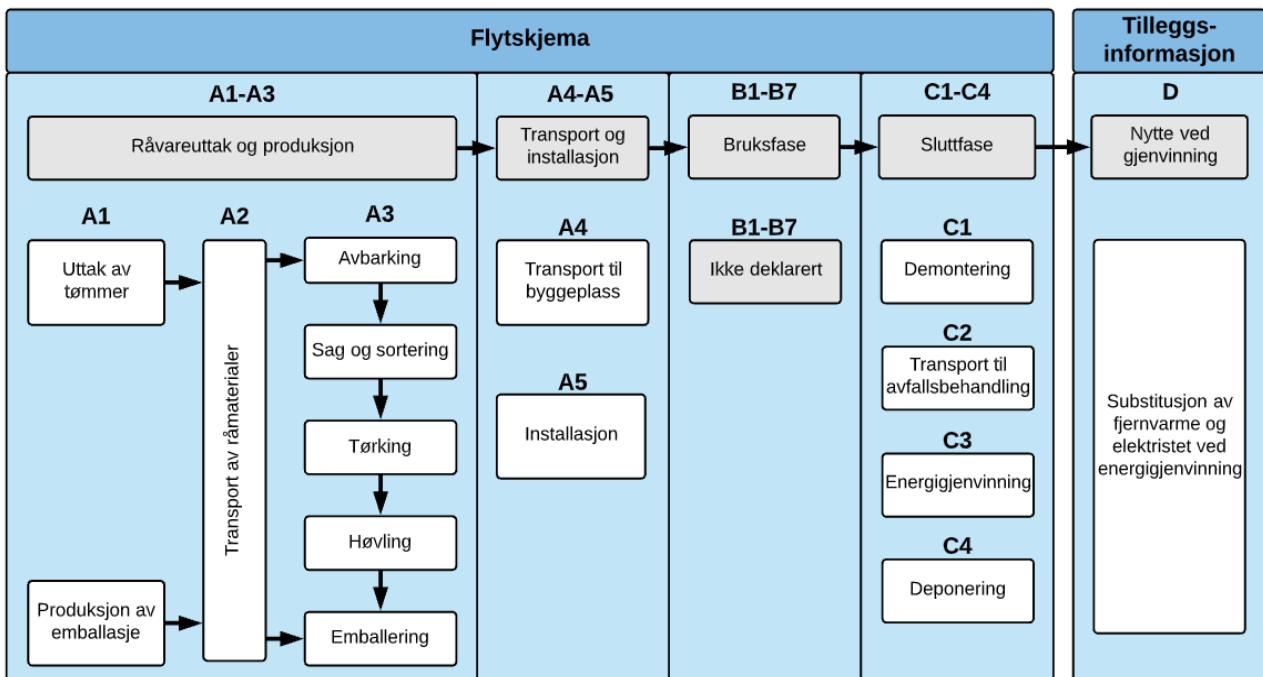 Flytskjema
Tilleggs-
informasjon
A1-A3
A4-A5
B1-B7
C1-C4
D
Råvareuttak og produksjon
Transport og
installasjon
Bruksfase
Sluttfase
Nytte ved
gjenvinning
A1
Uttak av
tømmer
Produksjon av
emballasje
A2
Transport av råmaterialer
A3
Avbarking
Sag og sortering
Tørking
Høvling
Emballering
A4
Transport til
byggeplass
A5
Installasjon
B1-B7
Ikke deklarert
C1
Demontering
C2
Transport til
avfallsbehandling
C3
Energigjenvinning
C4
Deponering
Substitusjon av
fjernvarme og
elektristet ved
energigjenvinning